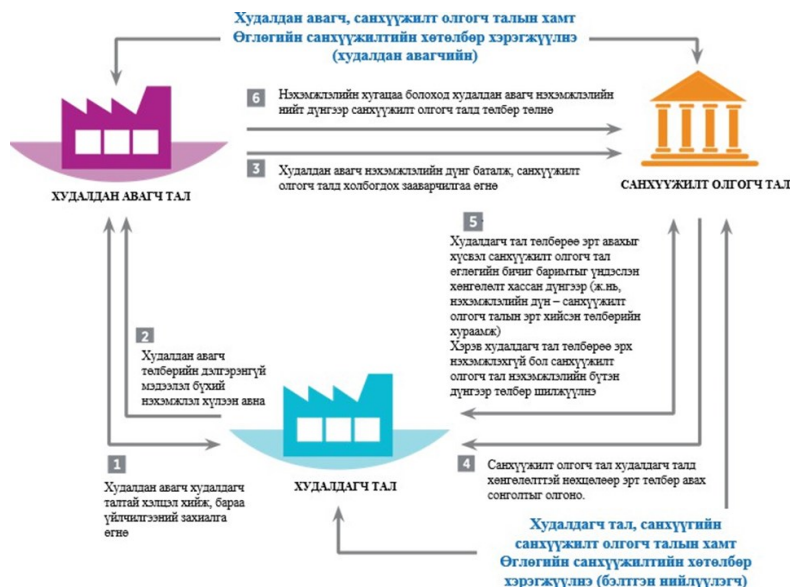 Худалдан авагч, санхүүжилт олгогч талын хамт
Өглөгийн санхүүжилтийн хөтөлбөр хэрэгжүүлнэ
(худалдан авагчийн)
6
Нэхэмжлэлийн хугацаа болоход худалдан авагч нэхэмжлэлийн
нийт дүнгээр санхүүжилт олгогч талд төлбөр төлнө
3
Худалдан авагч нэхэмжлэлийн дүнг баталж, санхүүжилт
олгогч талд холбогдох зааварчилгаа өгнө
ХУДАЛДАН АВАГЧ ТАЛ
САНХҮҮЖИЛТ ОЛГОГЧ ТАЛ
5
Худалдагч тал төлбөрөө эрт авахыг
хүсвэл санхүүжилт олгогч тал
өглөгийн бичиг баримтыг үндэслэн
хөнгөлөлт хассан дүнгээр (ж.нь,
нэхэмжлэлийн дүн – санхүүжилт
олгогч талын эрт хийсэн төлбөрийн
хураамж)
Хэрэв худалдагч тал төлбөрөө эрх
нэхэмжлэхгүй бол санхүүжилт
олгогч тал нэхэмжлэлийн бүтэн
дүнгээр төлбөр шилжүүлнэ
2
Худалдан авагч
төлбөрийн дэлгэрэнгүй
мэдээлэл бүхий
нэхэмжлэл хүлээн авна
1
Худалдан авагч худалдагч
талтай хэлцэл хийж, бараа
үйлчилгээний захиалга
өгнө
ХУДАЛДАГЧ ТАЛ
4
Санхүүжилт олгогч тал худалдагч талд
хөнгөлөлттэй нөхцөлөөр эрт төлбөр авах
сонголтыг олгоно.
Худалдагч тал, санхүүгийн
санхүүжилт олгогч талын хамт
Өглөгийн санхүүжилтийн хөтөлбөр
хэрэгжүүлнэ (бэлтгэн нийлүүлэгч)